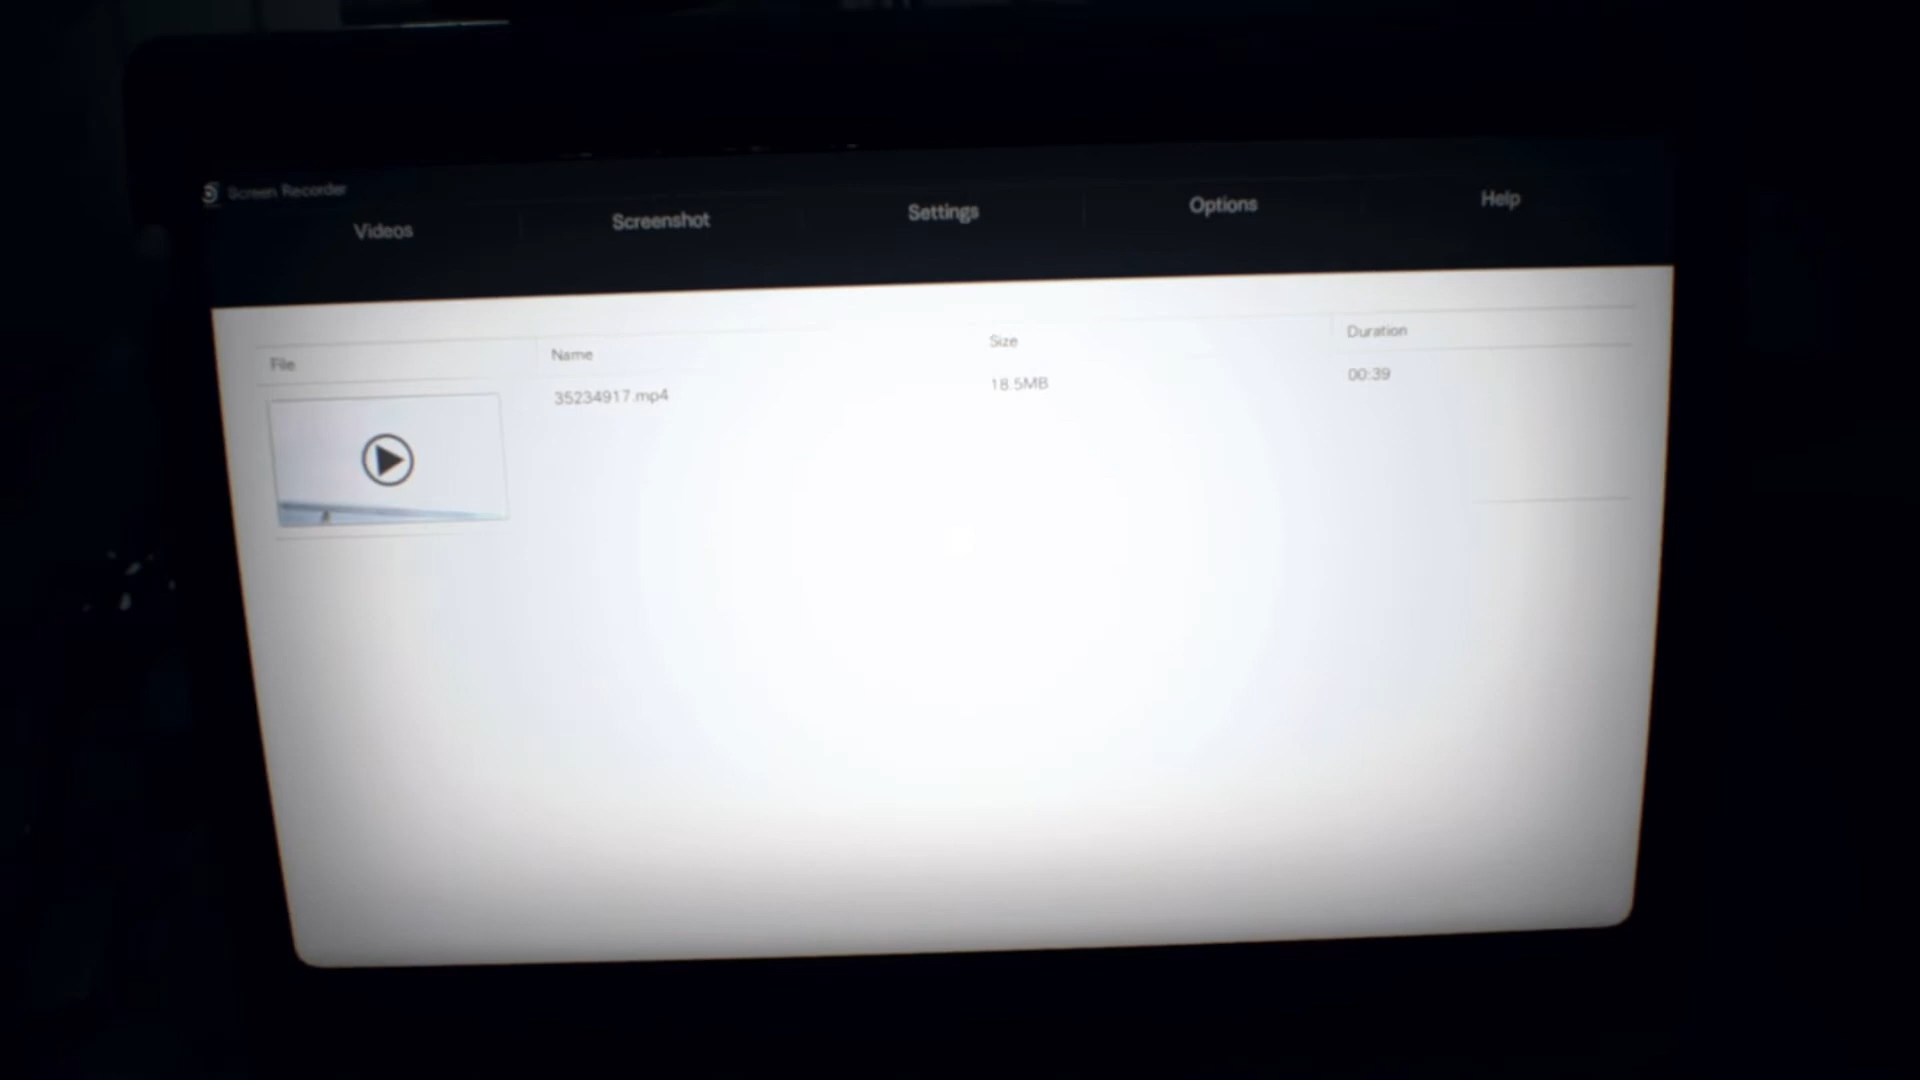 Screen Recorder
Videos Screenshot Settings Options Help
File Name Size Duration
35234917.mp4 18.5MB 00:39